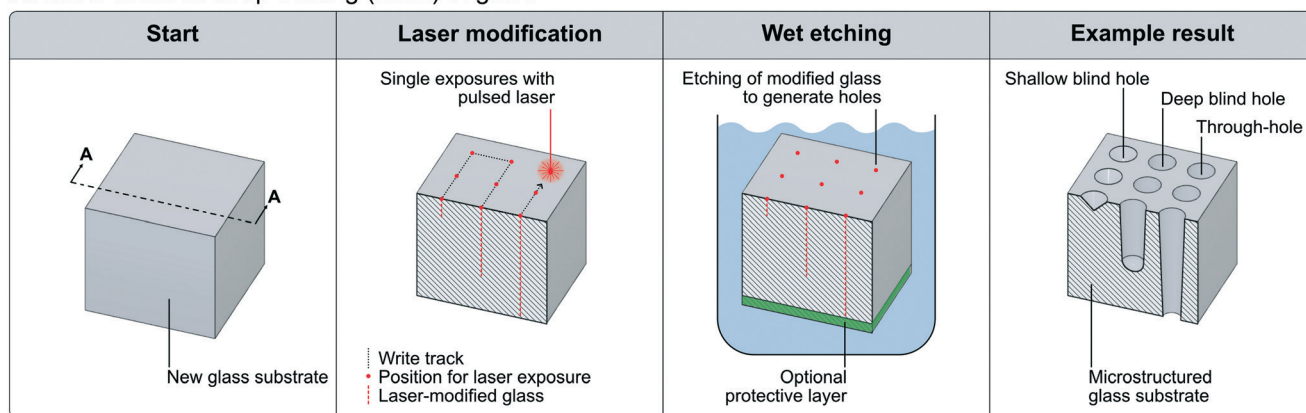 Start
Laser modification
Wet etching
Example result
A
A
New glass substrate
Single exposures with
pulsed laser
Write track
Position for laser exposure
Laser-modified glass
Etching of modified glass
to generate holes
Optional
protective layer
Shallow blind hole
Deep blind hole
Through-hole
Microstructured
glass substrate